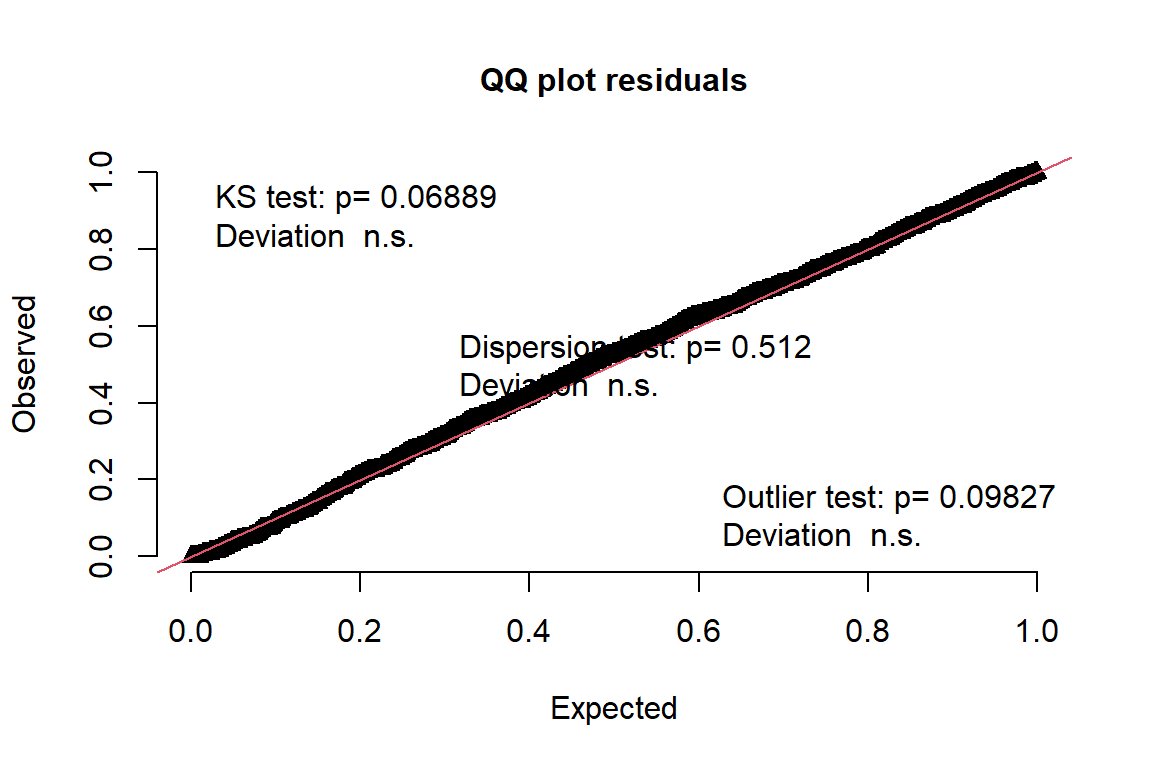 QQ plot residuals
KS test: p= 0.06889
Deviation n.s.
Dispersion test: p= 0.512
Deviation n.s.
Outlier test: p= 0.09827
Deviation n.s.
Observed
0.0 0.2 0.4 0.6 0.8 1.0
0.0 0.2 0.4 0.6 0.8 1.0
Expected